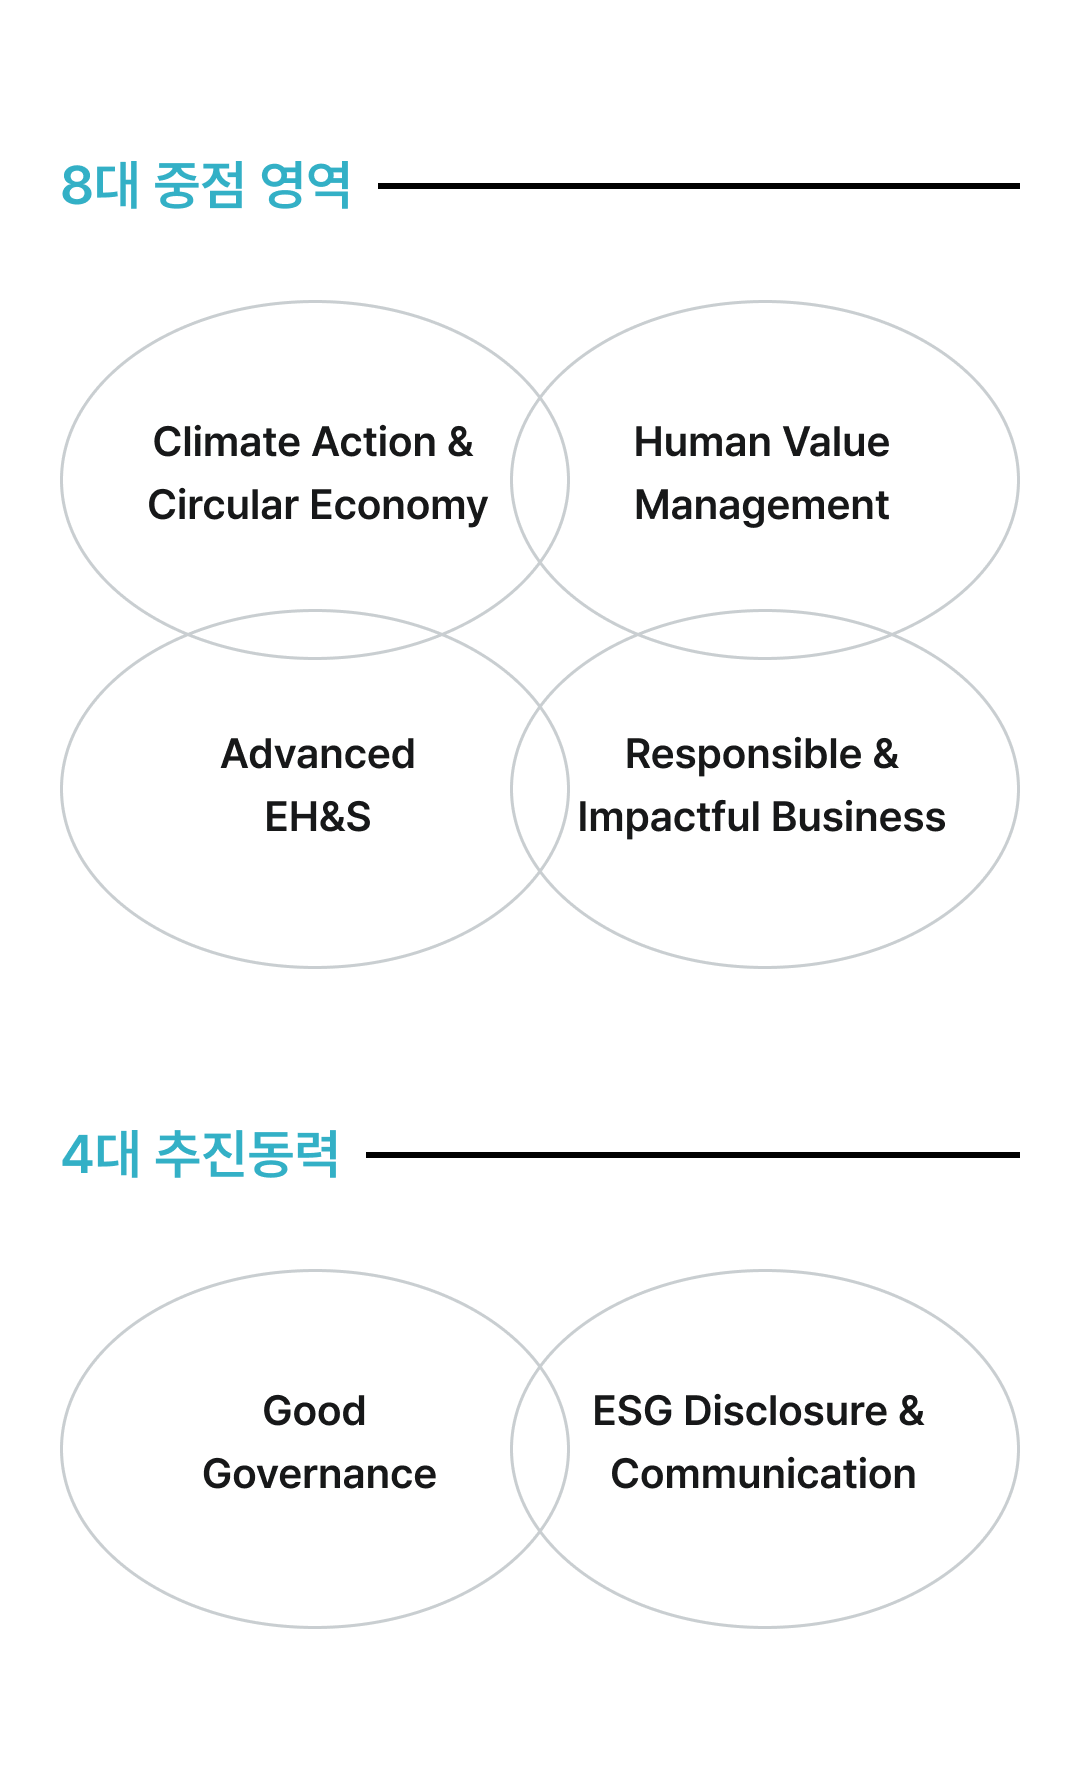 8대 중점 영역
Climate Action &
Circular Economy
Human Value
Management
Advanced
EH&S
Responsible &
Impactful Business
4대 추진동력
Good
Governance
ESG Disclosure &
Communication